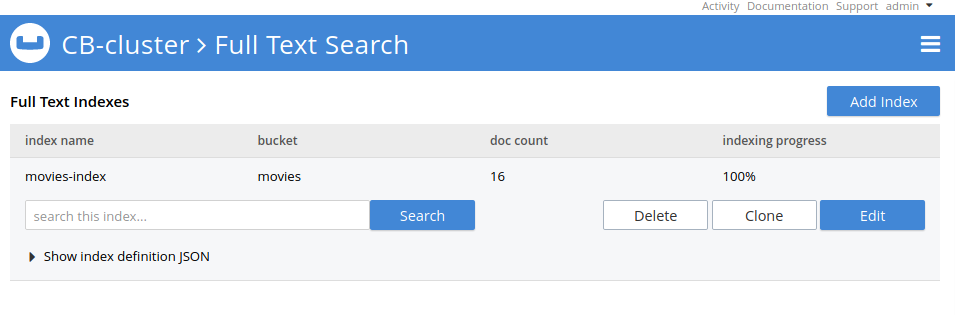 Activity Documentation Support admin
CB-cluster > Full Text Search
Full Text Indexes Add Index
index name bucket doc count indexing progress
movies-index movies 16 100%
search this index... Search Delete Clone Edit
Show index definition JSON